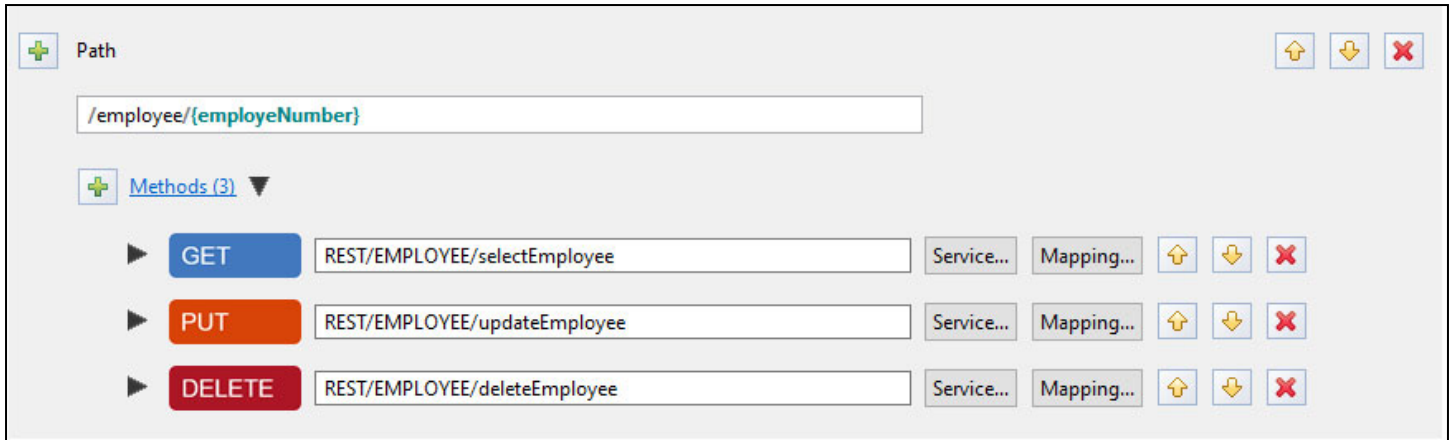 Path
/employee/{employeNumber}
Methods (3)
GET REST/EMPLOYEE/selectEmployee Service... Mapping...
PUT REST/EMPLOYEE/updateEmployee Service... Mapping...
DELETE REST/EMPLOYEE/deleteEmployee Service... Mapping...